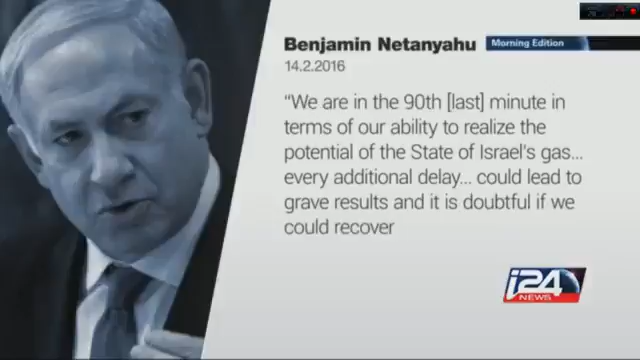 Benjamin Netanyahu
Morning Edition
14.2.2016
“We are in the 90th [last] minute in
terms of our ability to realize the
potential of the State of Israel's gas...
every additional delay... could lead to
grave results and it is doubtful if we
could recover
i24
NEWS